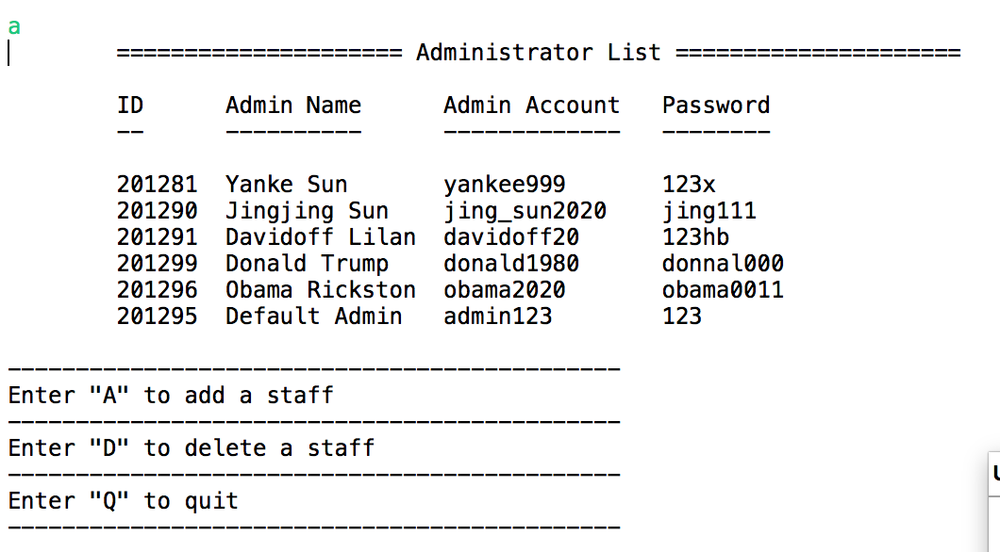 a
===================== Administrator List =====================
ID Admin Name Admin Account Password
-- ---------- ------------- --------
201281 Yanke Sun yankee999 123x
201290 Jingjing Sun jing_sun2020 jing111
201291 Davidoff Lilan davidoff20 123hb
201299 Donald Trump donald1980 donnal000
201296 Obama Rickston obama2020 obama0011
201295 Default Admin admin123 123
---------------------------------------------
Enter "A" to add a staff
---------------------------------------------
Enter "D" to delete a staff
---------------------------------------------
Enter "Q" to quit
---------------------------------------------